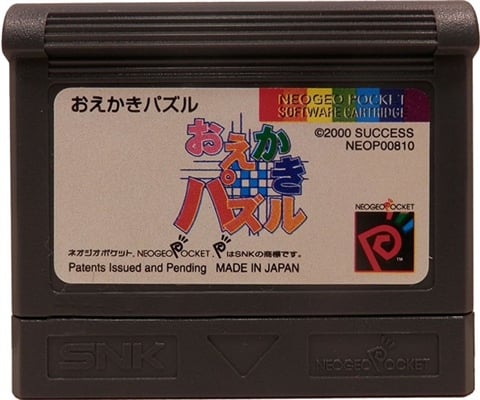 おえかきパズル
NEOGEO POCKET
SOFTWARE CARTRIDGE
©2000 SUCCESS
NEOP00810
おえかき
パズル
NEOGEO POCKET
TM
ネオジオポケット, NEOGEO POCKET , P はSNKの商標です。
Patents Issued and Pending MADE IN JAPAN
SNK
NEOGEO POCKET